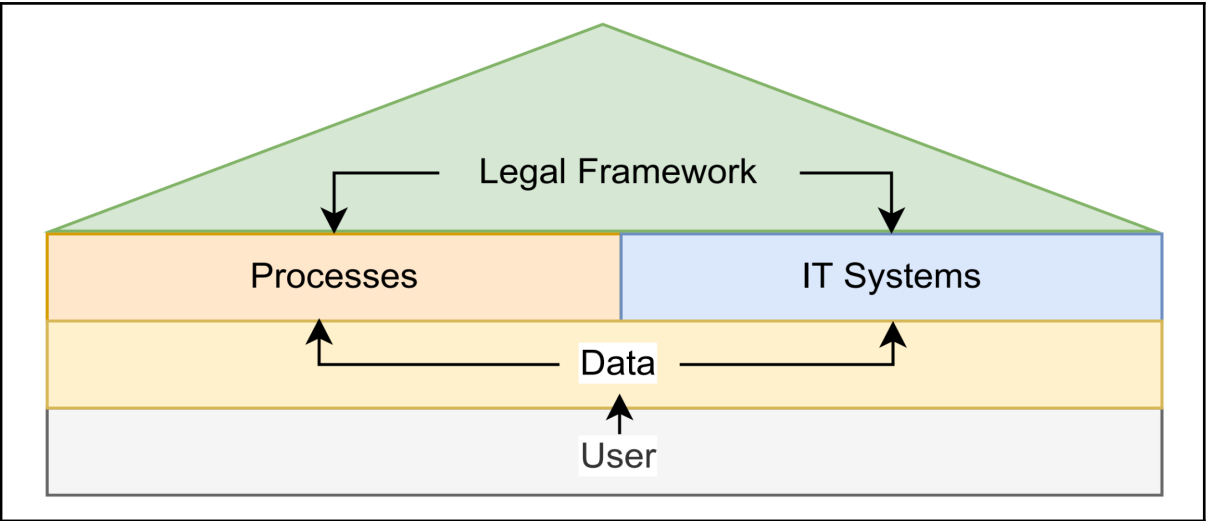 Legal Framework
Processes
IT Systems
Data
User